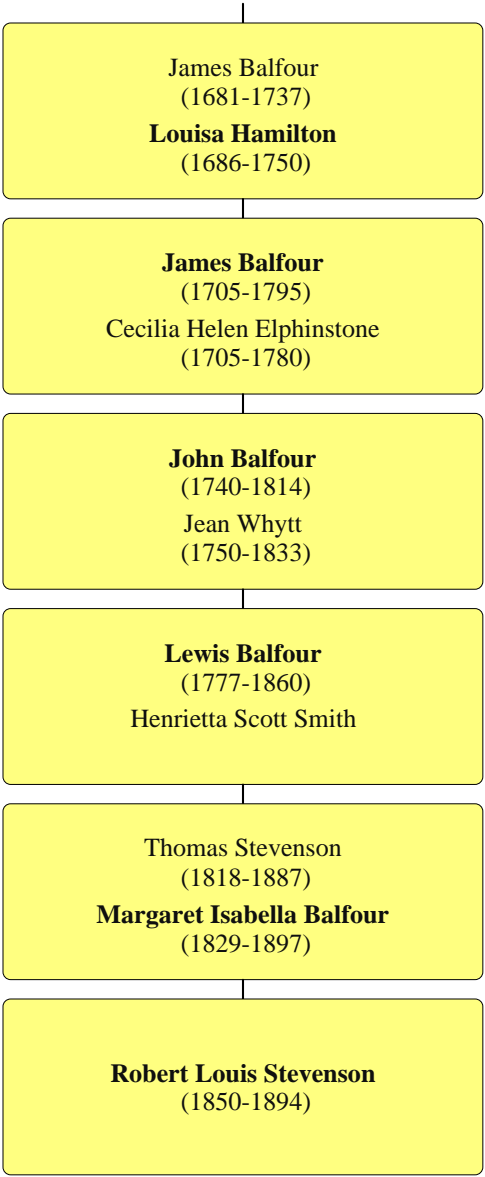 James Balfour
(1681-1737)
Louisa Hamilton
(1686-1750)
James Balfour
(1705-1795)
Cecilia Helen Elphinstone
(1705-1780)
John Balfour
(1740-1814)
Jean Whytt
(1750-1833)
Lewis Balfour
(1777-1860)
Henrietta Scott Smith
Thomas Stevenson
(1818-1887)
Margaret Isabella Balfour
(1829-1897)
Robert Louis Stevenson
(1850-1894)